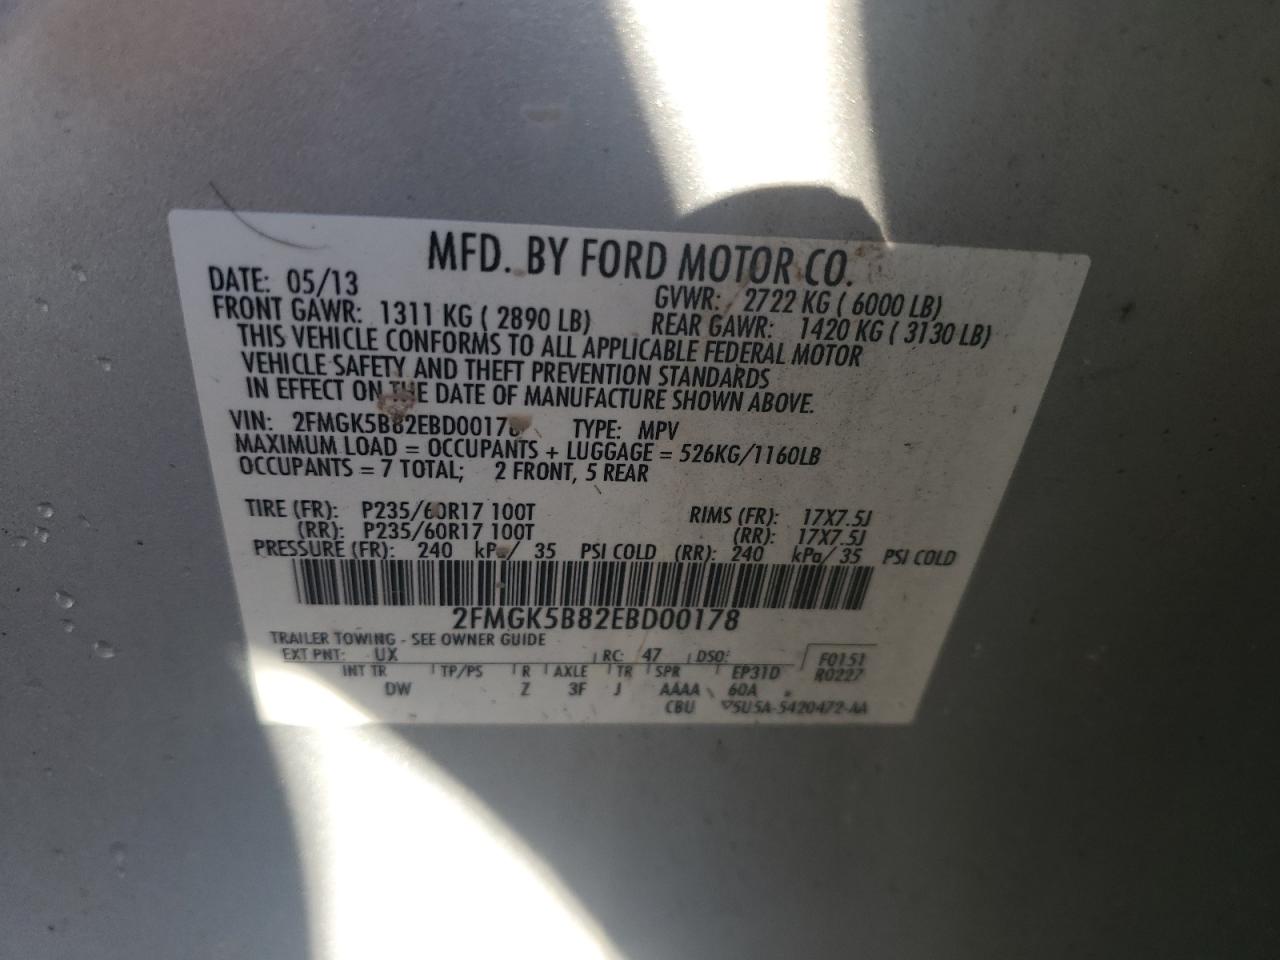 MFD. BY FORD MOTOR CO.
DATE: 05/13 GVWR: 2722 KG ( 6000 LB)
FRONT GAWR: 1311 KG ( 2890 LB) REAR GAWR: 1420 KG ( 3130 LB)
THIS VEHICLE CONFORMS TO ALL APPLICABLE FEDERAL MOTOR
VEHICLE SAFETY AND THEFT PREVENTION STANDARDS
IN EFFECT ON THE DATE OF MANUFACTURE SHOWN ABOVE.
VIN: 2FMGK5B82EBD00178 TYPE: MPV
MAXIMUM LOAD = OCCUPANTS + LUGGAGE = 526KG/1160LB
OCCUPANTS = 7 TOTAL; 2 FRONT, 5 REAR
TIRE (FR): P235/60R17 100T RIMS (FR): 17X7.5J
(RR): P235/60R17 100T (RR): 17X7.5J
PRESSURE (FR): 240 kPa/ 35 PSI COLD (RR): 240 kPa/ 35 PSI COLD
2FMGK5B82EBD00178
TRAILER TOWING - SEE OWNER GUIDE
EXT PNT: UX RC: 47 DSO: F0151
INT TR TP/PS R AXLE TR SPR EP31D R0227
DW Z 3F J AAAA 60A
CBU 5U5A-5420472-AA